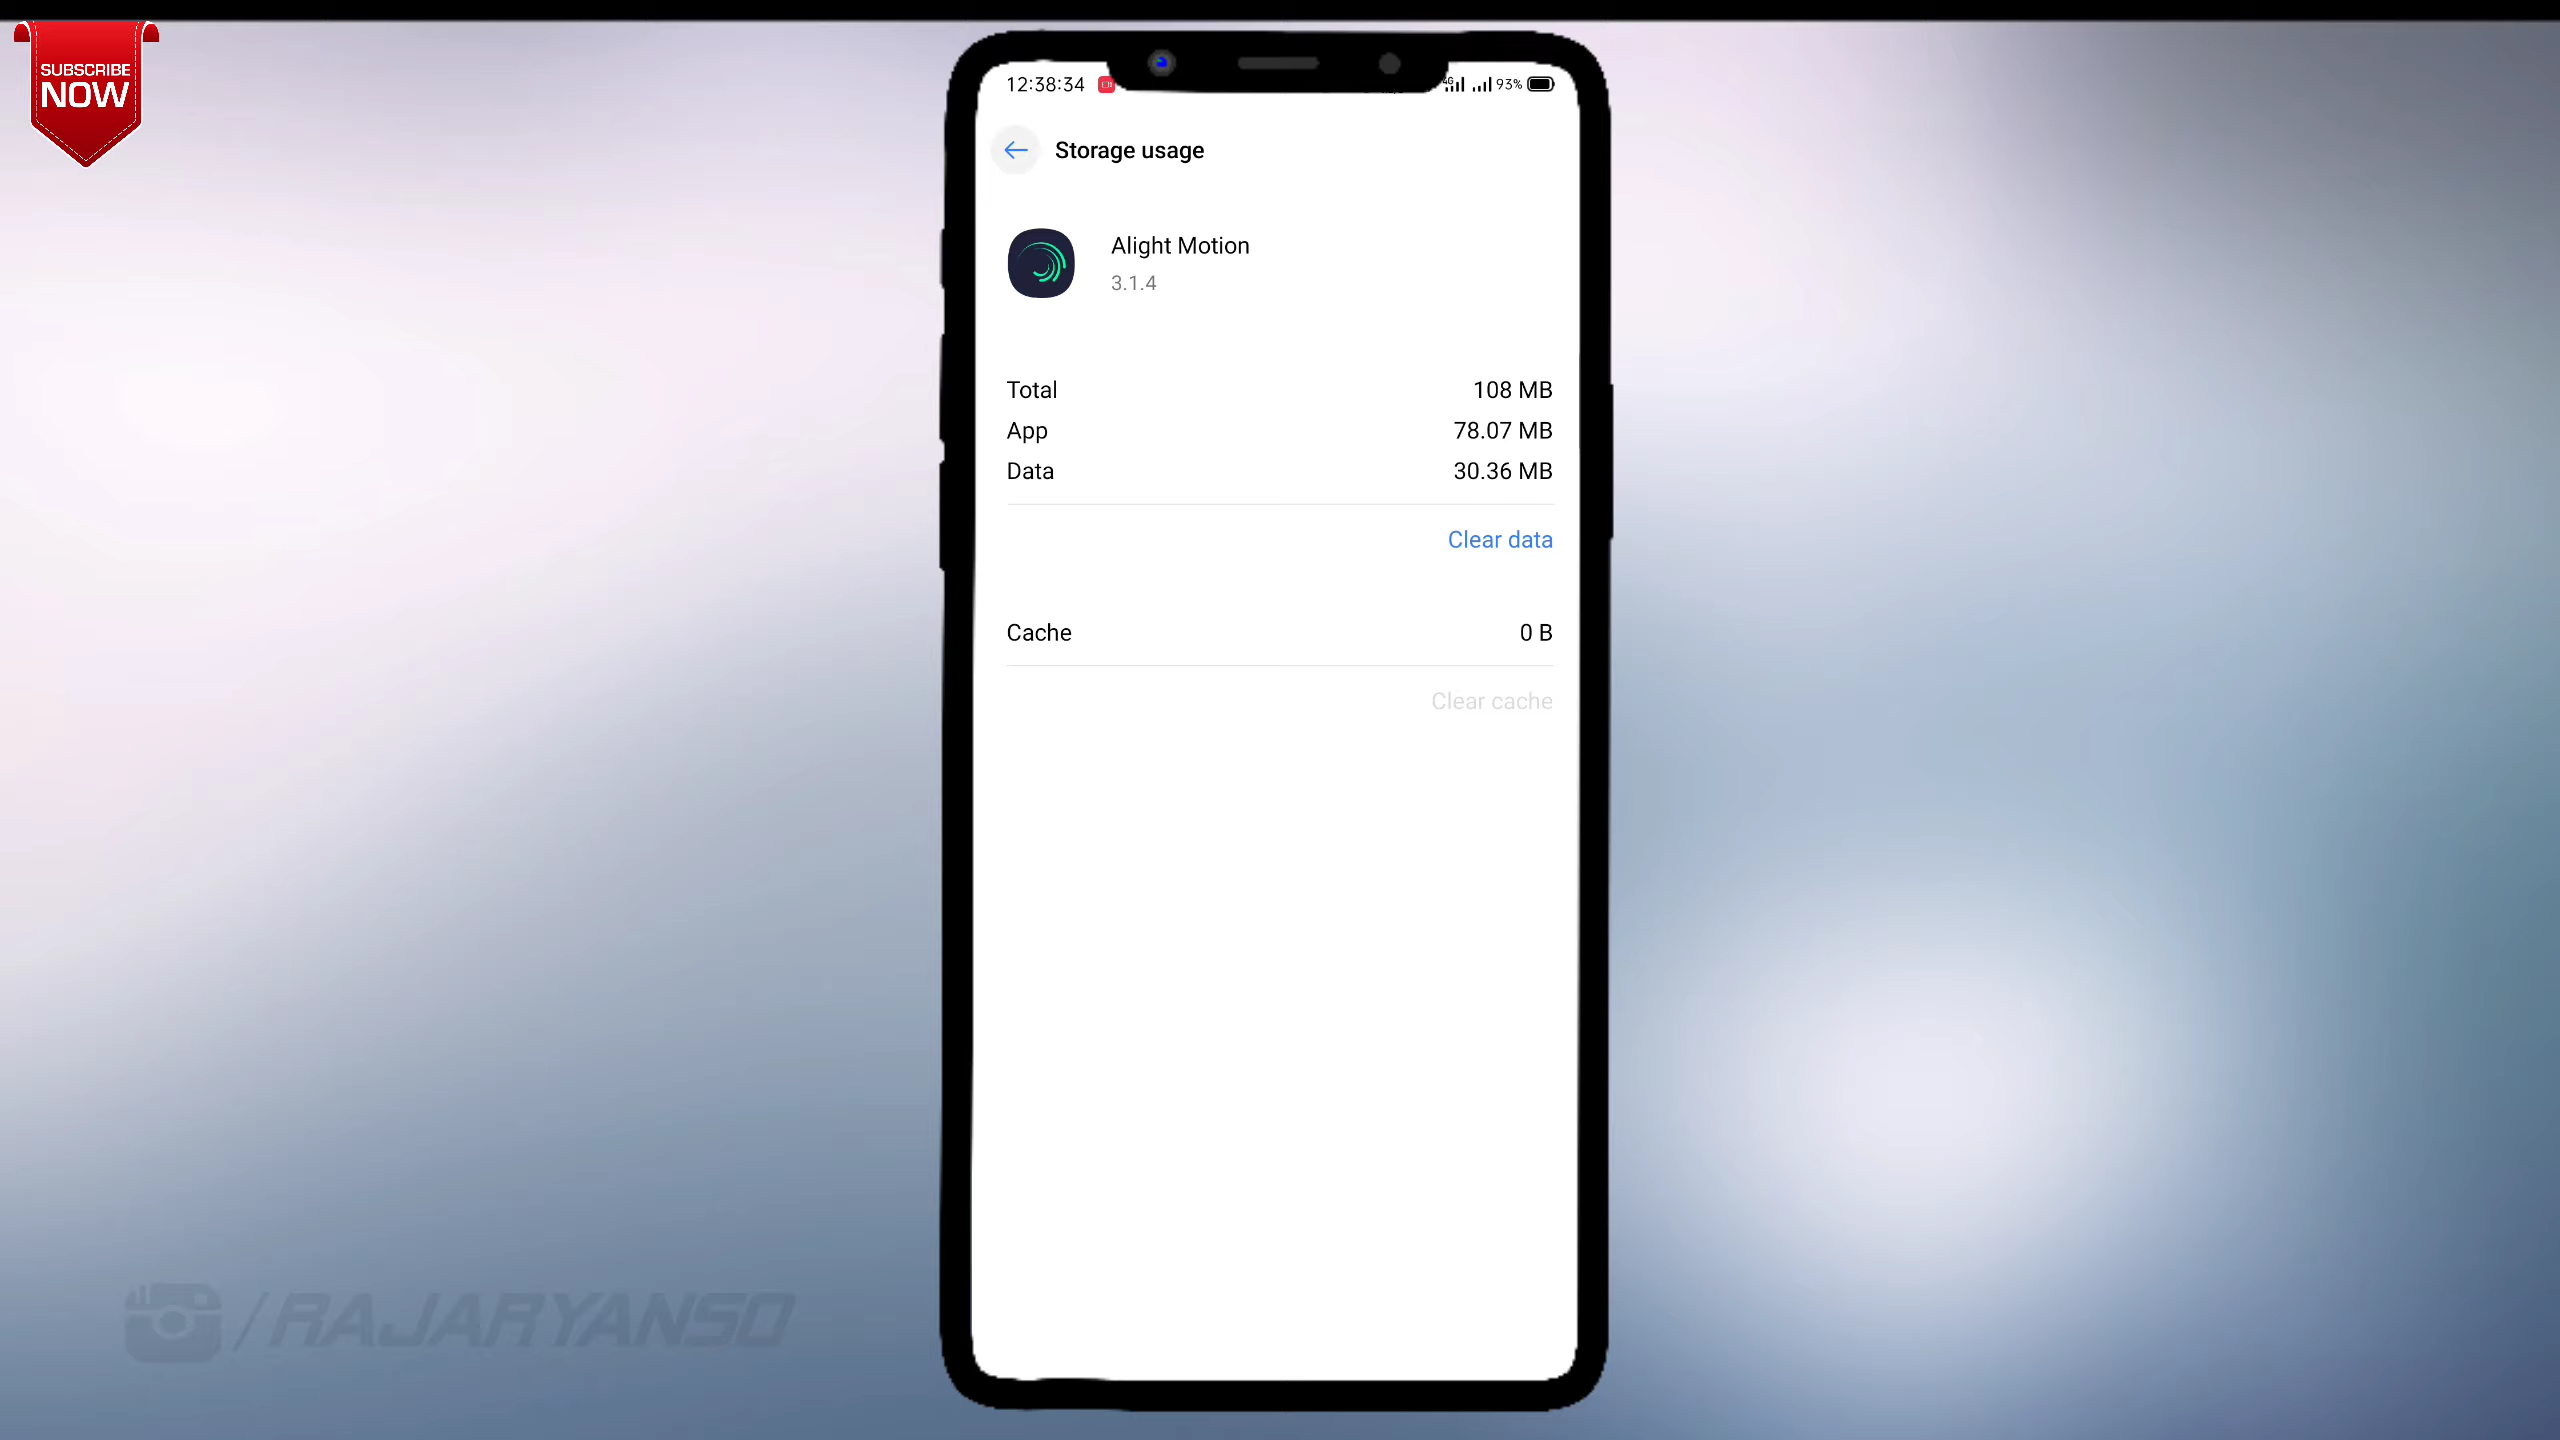 SUBSCRIBE
NOW
12:38:34
4G 93%
Storage usage
Alight Motion
3.1.4
Total 108 MB
App 78.07 MB
Data 30.36 MB
Clear data
Cache 0 B
Clear cache
/RAJARYANSO